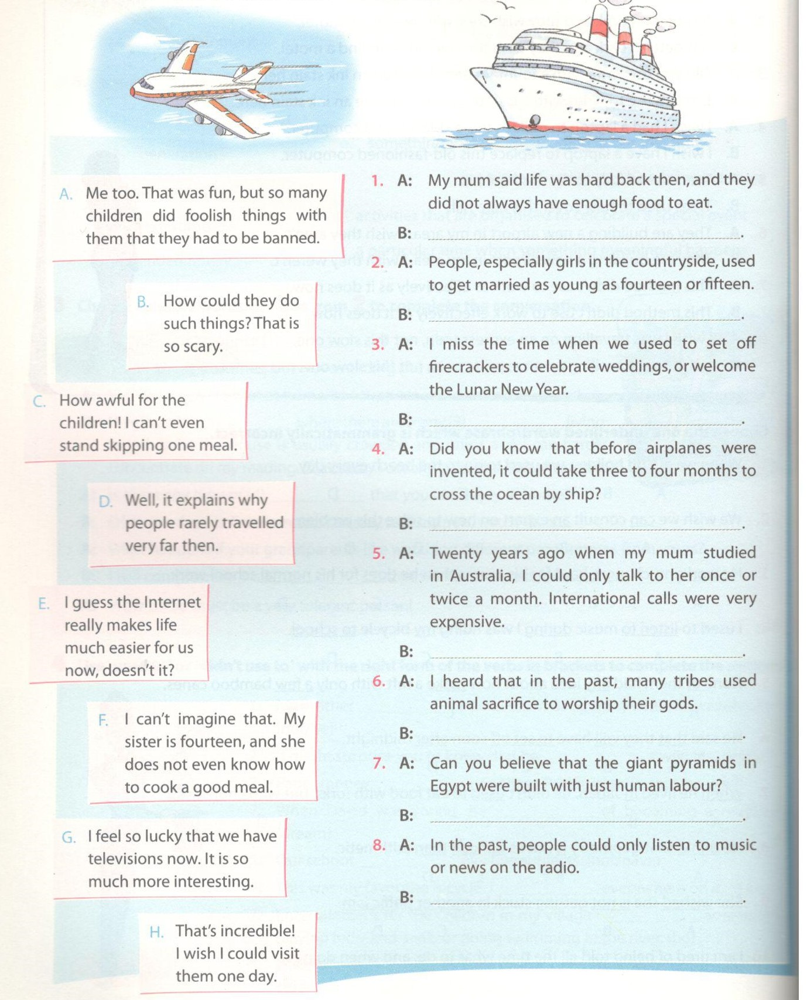 A. Me too. That was fun, but so many
children did foolish things with
them that they had to be banned.
B. How could they do
such things? That is
so scary.
C. How awful for the
children! I can't even
stand skipping one meal.
D. Well, it explains why
people rarely travelled
very far then.
E. I guess the Internet
really makes life
much easier for us
now, doesn't it?
F. I can't imagine that. My
sister is fourteen, and she
does not even know how
to cook a good meal.
G. I feel so lucky that we have
televisions now. It is so
much more interesting.
H. That's incredible!
I wish I could visit
them one day.
1. A: My mum said life was hard back then, and they
did not always have enough food to eat.
B: .
2. A: People, especially girls in the countryside, used
to get married as young as fourteen or fifteen.
B: .
3. A: I miss the time when we used to set off
firecrackers to celebrate weddings, or welcome
the Lunar New Year.
B: .
4. A: Did you know that before airplanes were
invented, it could take three to four months to
cross the ocean by ship?
B: .
5. A: Twenty years ago when my mum studied
in Australia, I could only talk to her once or
twice a month. International calls were very
expensive.
B: .
6. A: I heard that in the past, many tribes used
animal sacrifice to worship their gods.
B: .
7. A: Can you believe that the giant pyramids in
Egypt were built with just human labour?
B: .
8. A: In the past, people could only listen to music
or news on the radio.
B: .